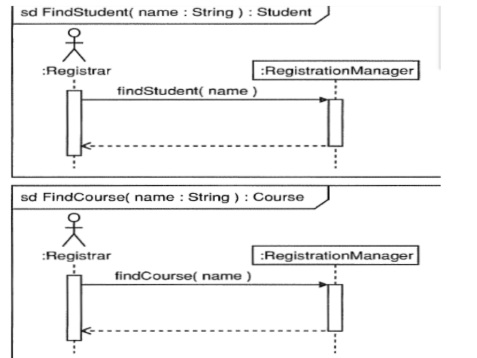 sd FindStudent( name : String ) : Student
:Registrar
:RegistrationManager
findStudent( name )
sd FindCourse( name : String ) : Course
:Registrar
:RegistrationManager
findCourse( name )